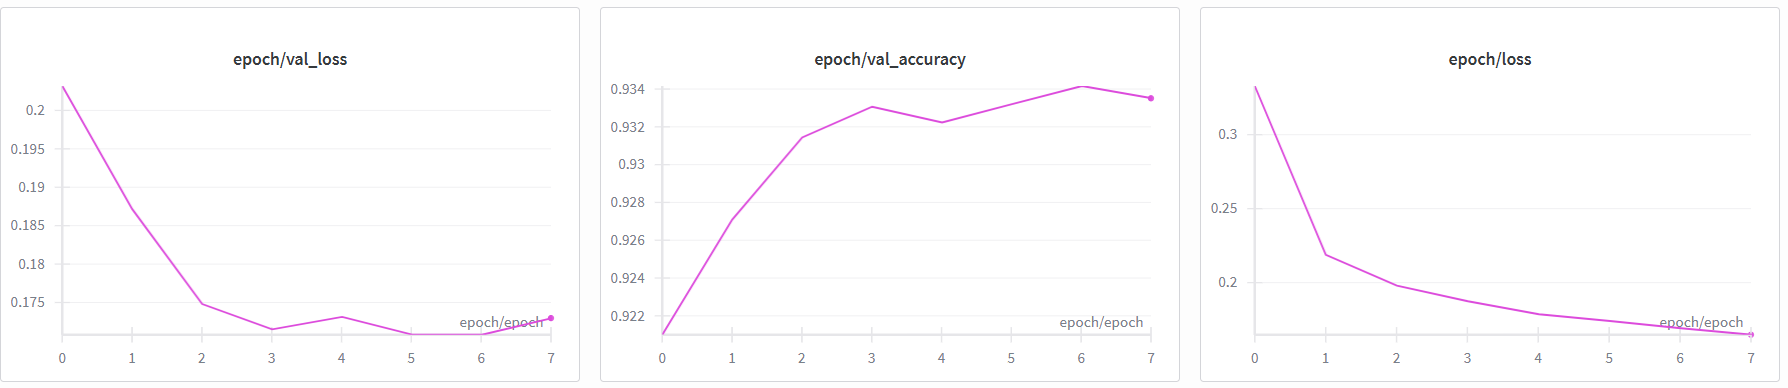 epoch/val_loss
0.2
0.195
0.19
0.185
0.18
0.175
epoch/epoch
0 1 2 3 4 5 6 7
epoch/val_accuracy
0.934
0.932
0.93
0.928
0.926
0.924
0.922
epoch/epoch
0 1 2 3 4 5 6 7
epoch/loss
0.3
0.25
0.2
epoch/epoch
0 1 2 3 4 5 6 7